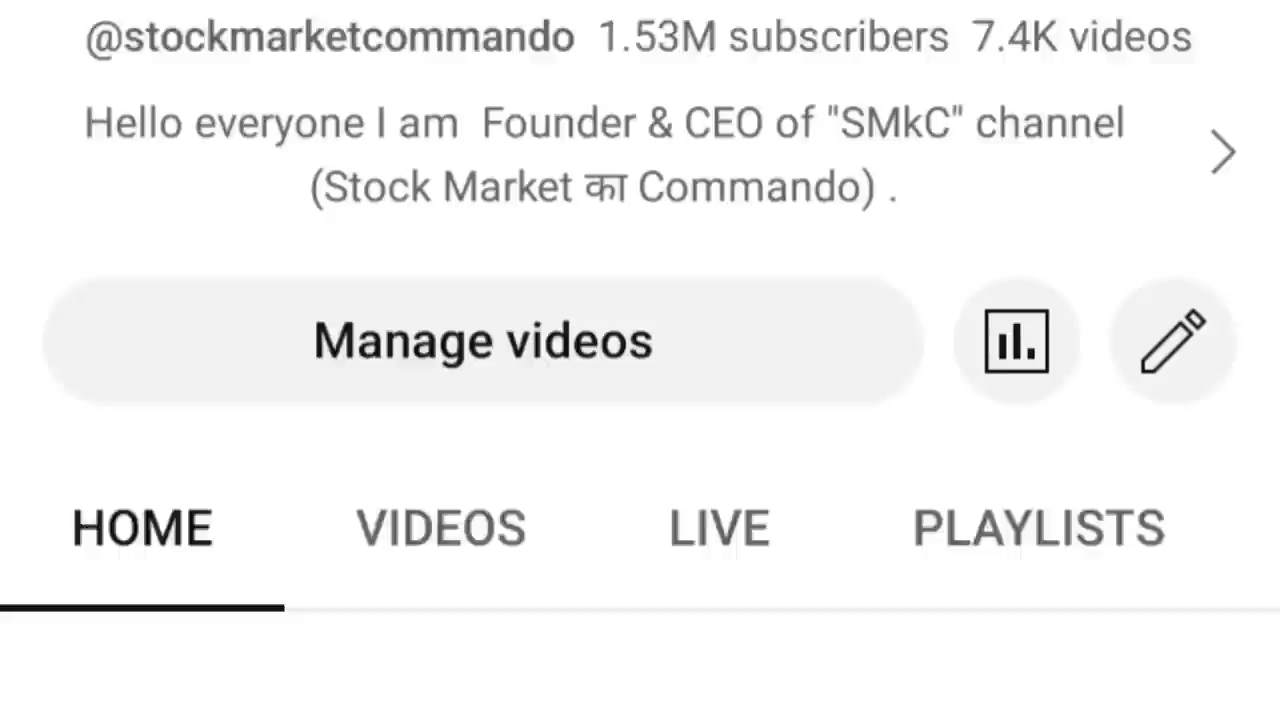 @stockmarketcommando 1.53M subscribers 7.4K videos
Hello everyone I am Founder & CEO of "SMkC" channel
(Stock Market का Commando) .
Manage videos
HOME VIDEOS LIVE PLAYLISTS